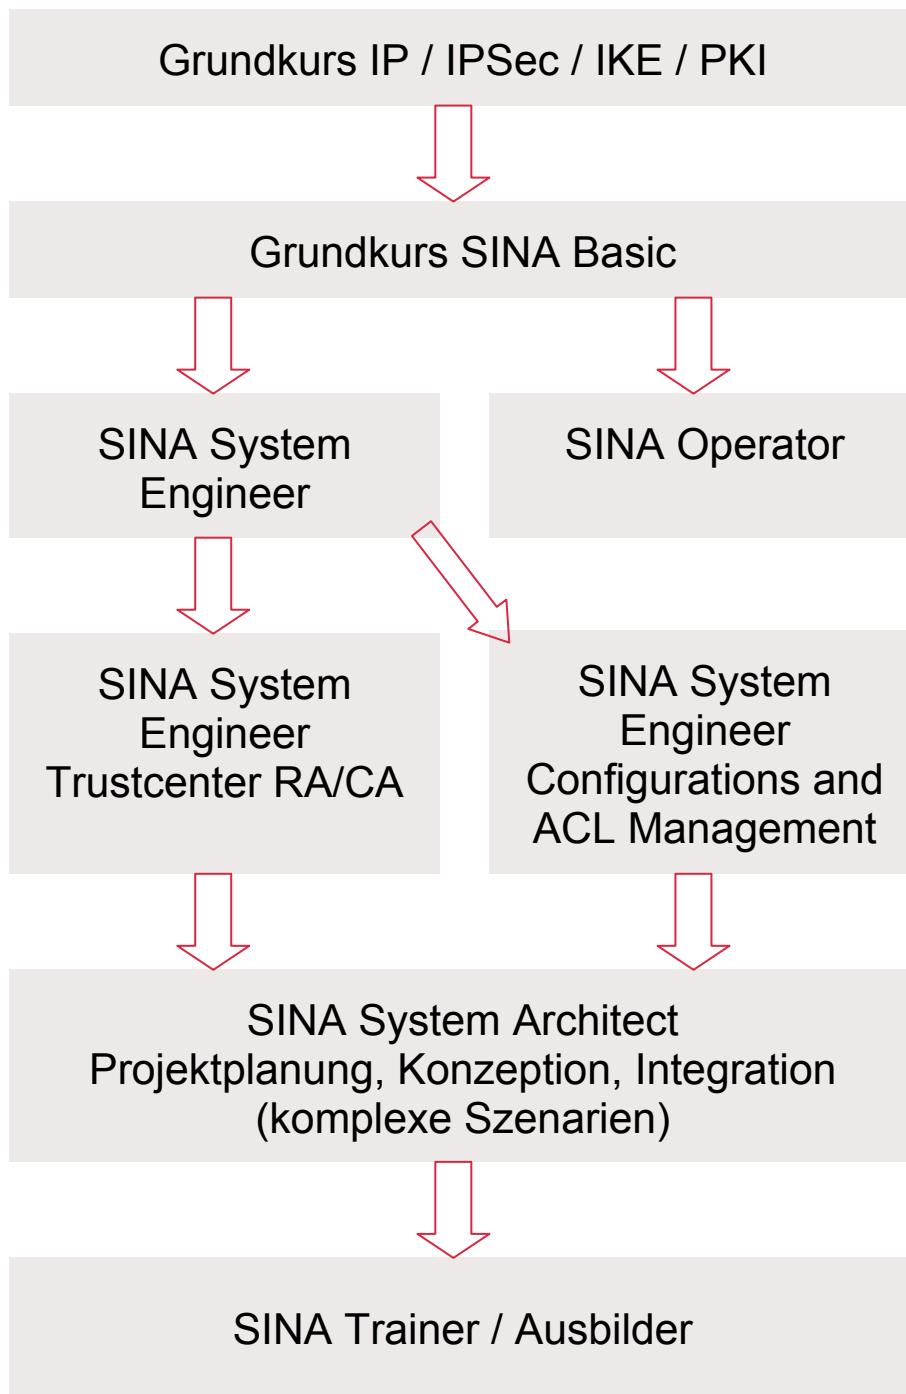 Grundkurs IP / IPSec / IKE / PKI
Grundkurs SINA Basic
SINA System
Engineer
SINA Operator
SINA System
Engineer
Trustcenter RA/CA
SINA System
Engineer
Configurations and
ACL Management
SINA System Architect
Projektplanung, Konzeption, Integration
(komplexe Szenarien)
SINA Trainer / Ausbilder